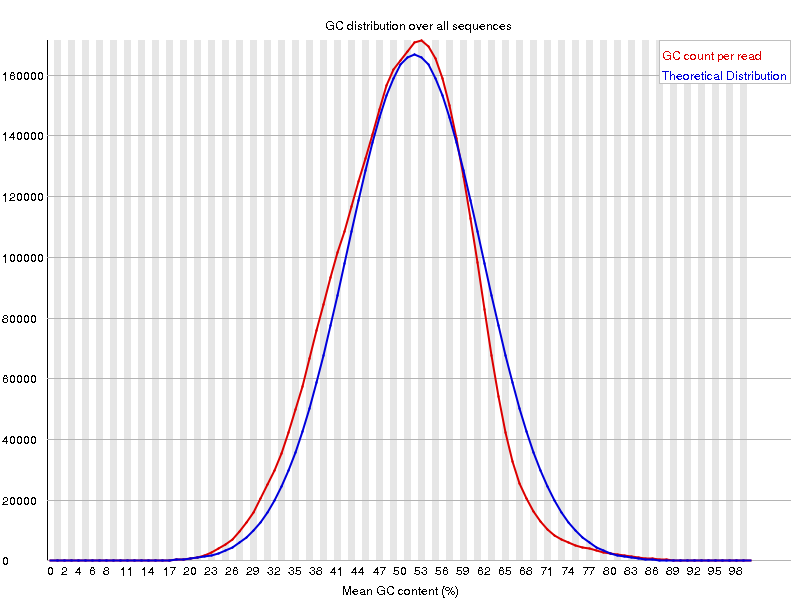 GC distribution over all sequences
GC count per read
Theoretical Distribution
160000
140000
120000
100000
80000
60000
40000
20000
0
0 2 4 6 8 11 14 17 20 23 26 29 32 35 38 41 44 47 50 53 56 59 62 65 68 71 74 77 80 83 86 89 92 95 98
Mean GC content (%)